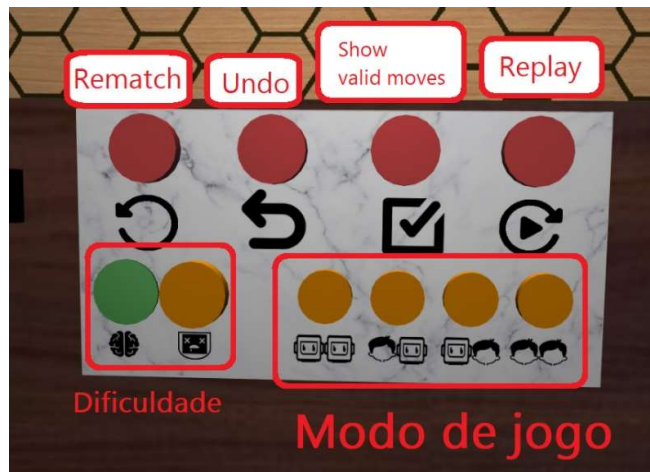 Rematch
Undo
Show
valid moves
Replay
Dificuldade
Modo de jogo